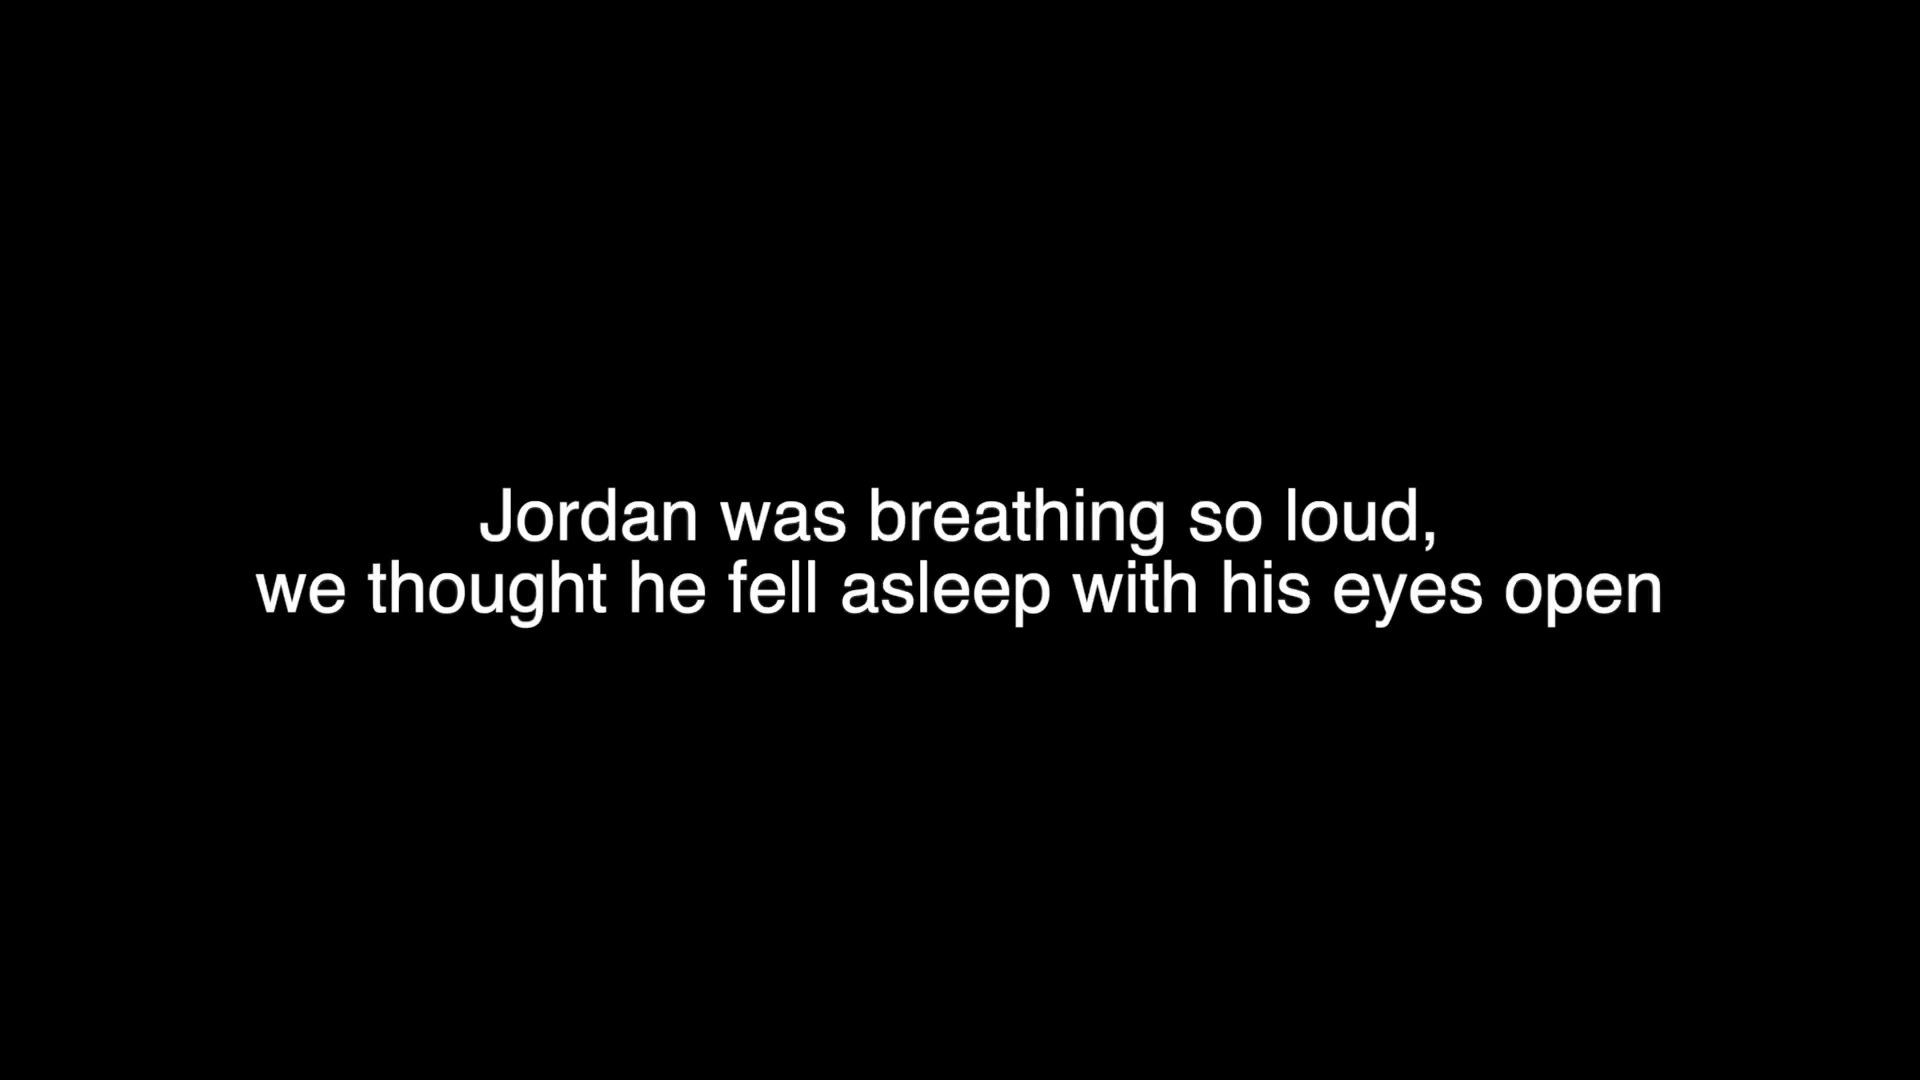 Jordan was breathing so loud,
we thought he fell asleep with his eyes open